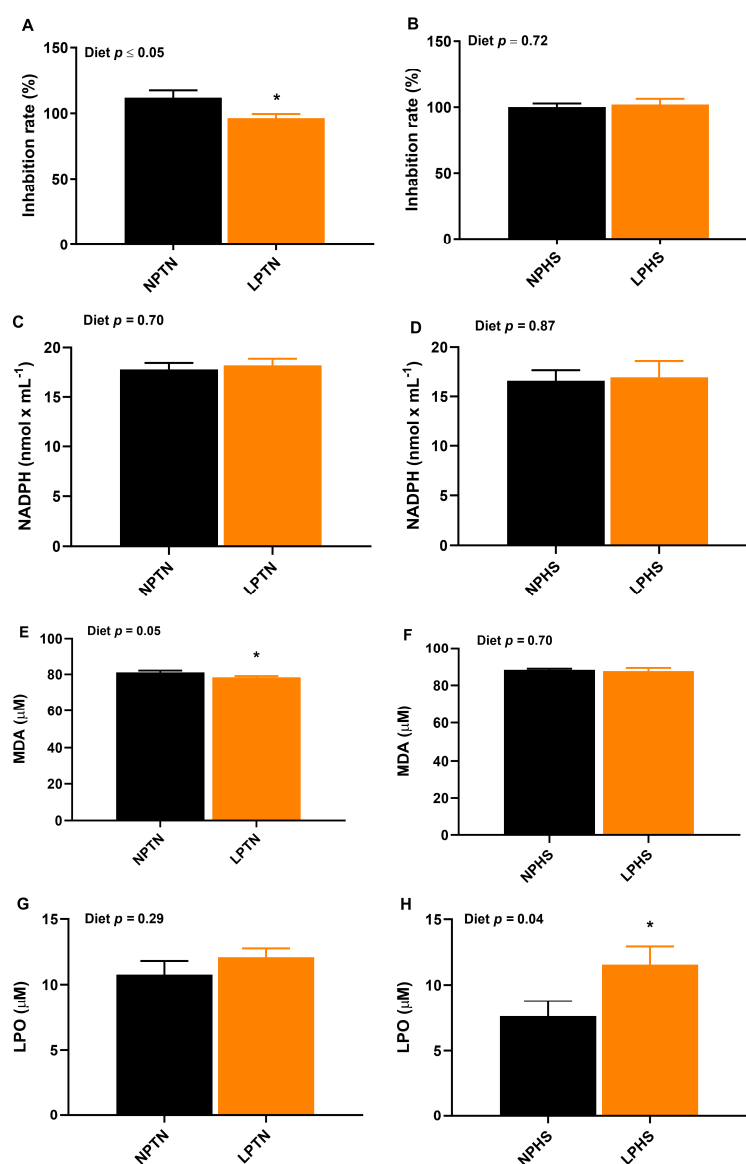 A
Diet p ≤ 0.05
Inhabition rate (%)
150
100
50
0
*
NPTN
LPTN
B
Diet p = 0.72
Inhabition rate (%)
150
100
50
0
NPHS
LPHS
C
Diet p = 0.70
NADPH (nmol x mL⁻¹)
20
15
10
5
0
NPTN
LPTN
D
Diet p = 0.87
NADPH (nmol x mL⁻¹)
20
15
10
5
0
NPHS
LPHS
E
Diet p = 0.05
MDA (μM)
100
80
60
40
20
0
*
NPTN
LPTN
F
Diet p = 0.70
MDA (μM)
100
80
60
40
20
0
NPHS
LPHS
G
Diet p = 0.29
LPO (μM)
15
10
5
0
NPTN
LPTN
H
Diet p = 0.04
LPO (μM)
15
10
5
0
*
NPHS
LPHS